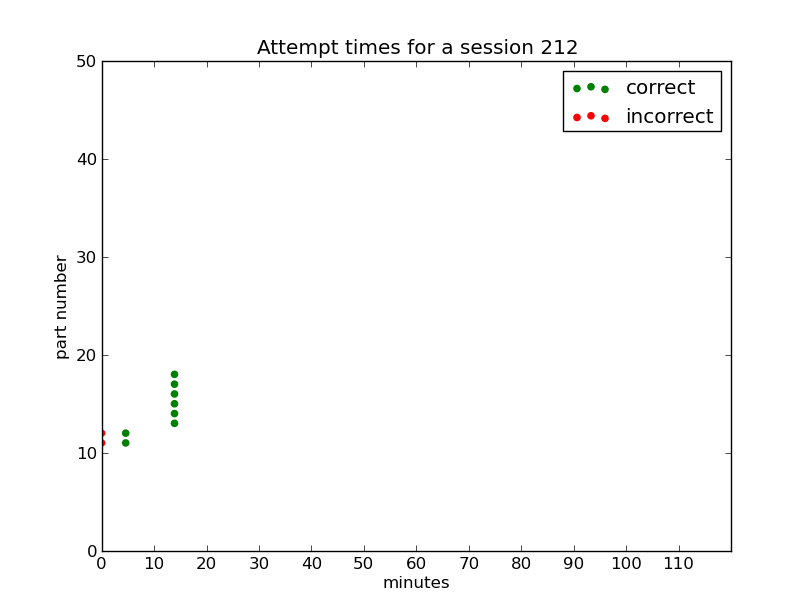 Attempt times for a session 212
correct
incorrect
50
40
30
20
10
0
part number
0 10 20 30 40 50 60 70 80 90 100 110
minutes